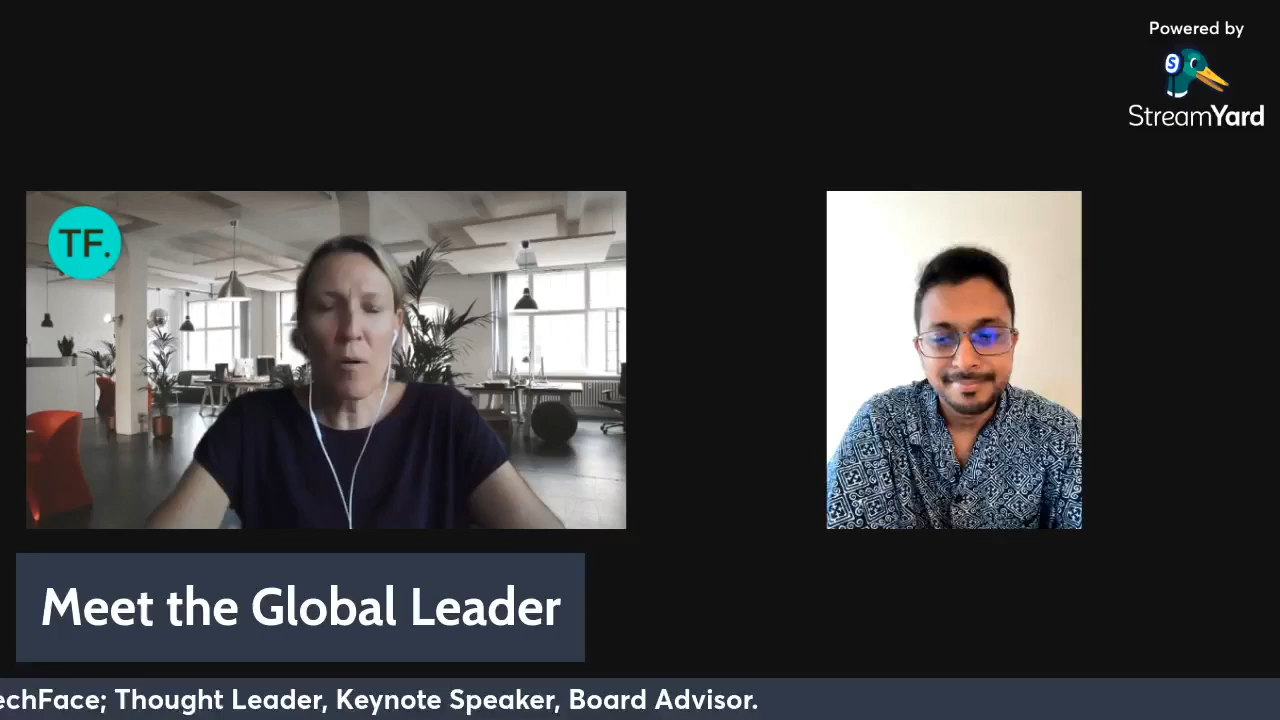 Powered by
S
StreamYard
TF.
Meet the Global Leader
echFace; Thought Leader, Keynote Speaker, Board Advisor.